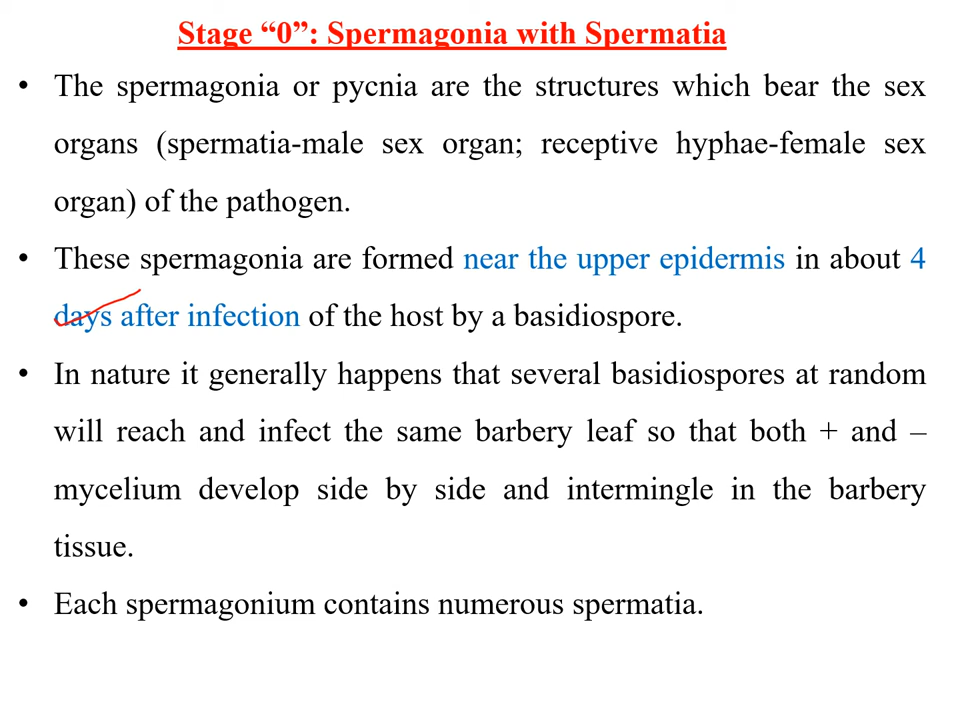 Stage “0”: Spermagonia with Spermatia
• The spermagonia or pycnia are the structures which bear the sex
organs (spermatia-male sex organ; receptive hyphae-female sex
organ) of the pathogen.
• These spermagonia are formed near the upper epidermis in about 4
days after infection of the host by a basidiospore.
• In nature it generally happens that several basidiospores at random
will reach and infect the same barbery leaf so that both + and –
mycelium develop side by side and intermingle in the barbery
tissue.
• Each spermagonium contains numerous spermatia.